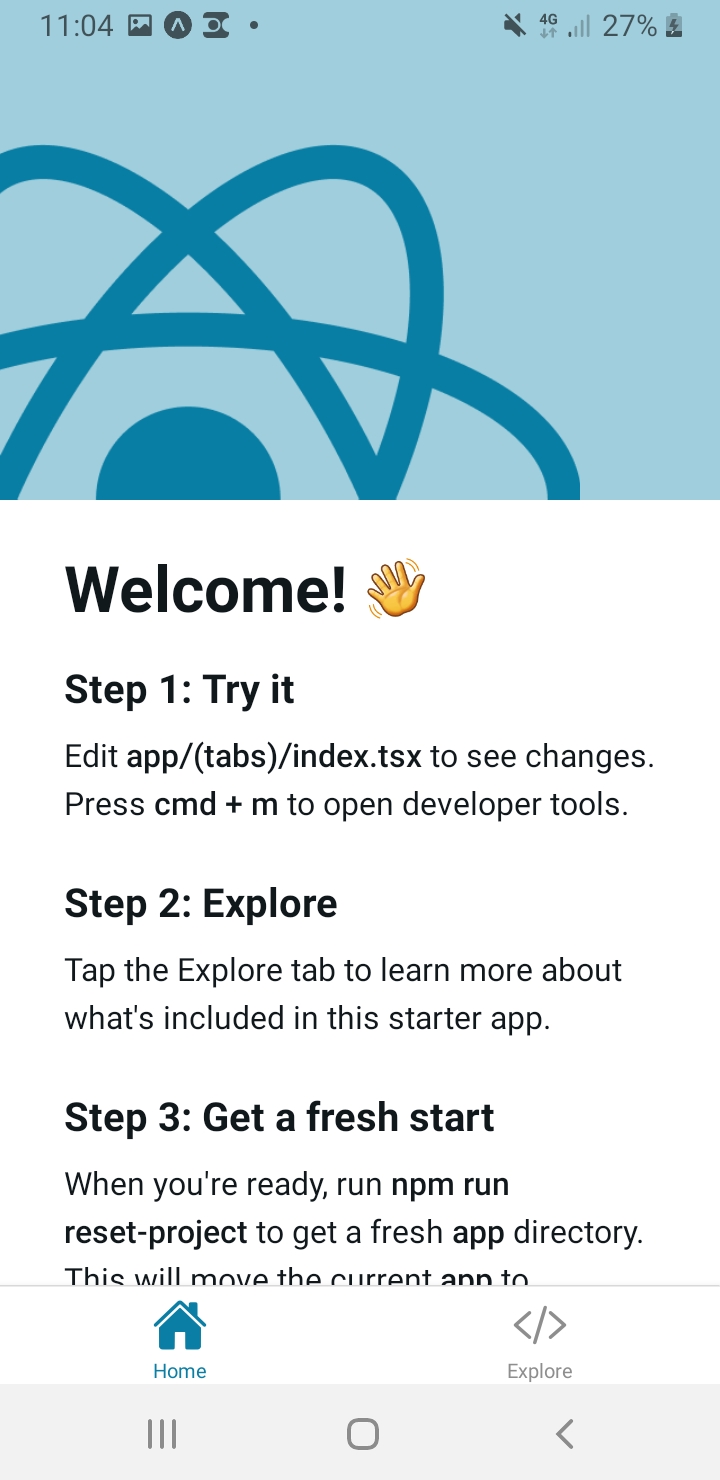 11:04 4G 27%
Welcome! 👋
Step 1: Try it
Edit app/(tabs)/index.tsx to see changes.
Press cmd + m to open developer tools.
Step 2: Explore
Tap the Explore tab to learn more about
what's included in this starter app.
Step 3: Get a fresh start
When you're ready, run npm run
reset-project to get a fresh app directory.
This will move the current app to
Home </> Explore